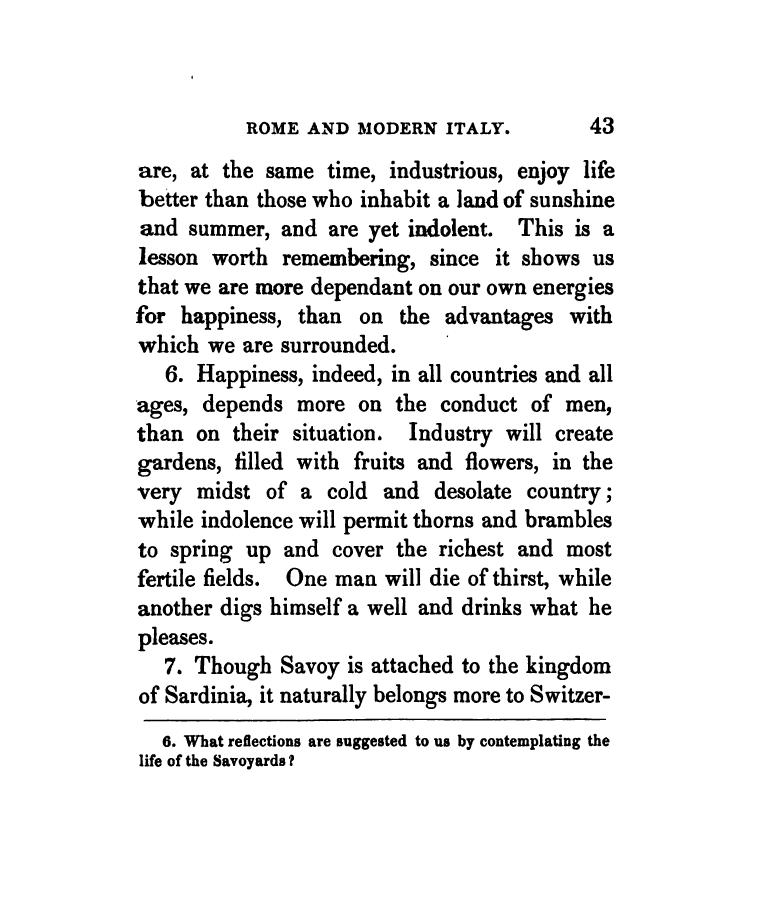 ROME AND MODERN ITALY. 43
are, at the same time, industrious, enjoy life
better than those who inhabit a land of sunshine
and summer, and are yet indolent. This is a
lesson worth remembering, since it shows us
that we are more dependant on our own energies
for happiness, than on the advantages with
which we are surrounded.
6. Happiness, indeed, in all countries and all
ages, depends more on the conduct of men,
than on their situation. Industry will create
gardens, filled with fruits and flowers, in the
very midst of a cold and desolate country;
while indolence will permit thorns and brambles
to spring up and cover the richest and most
fertile fields. One man will die of thirst, while
another digs himself a well and drinks what he
pleases.
7. Though Savoy is attached to the kingdom
of Sardinia, it naturally belongs more to Switzer-
6. What reflections are suggested to us by contemplating the
life of the Savoyards?